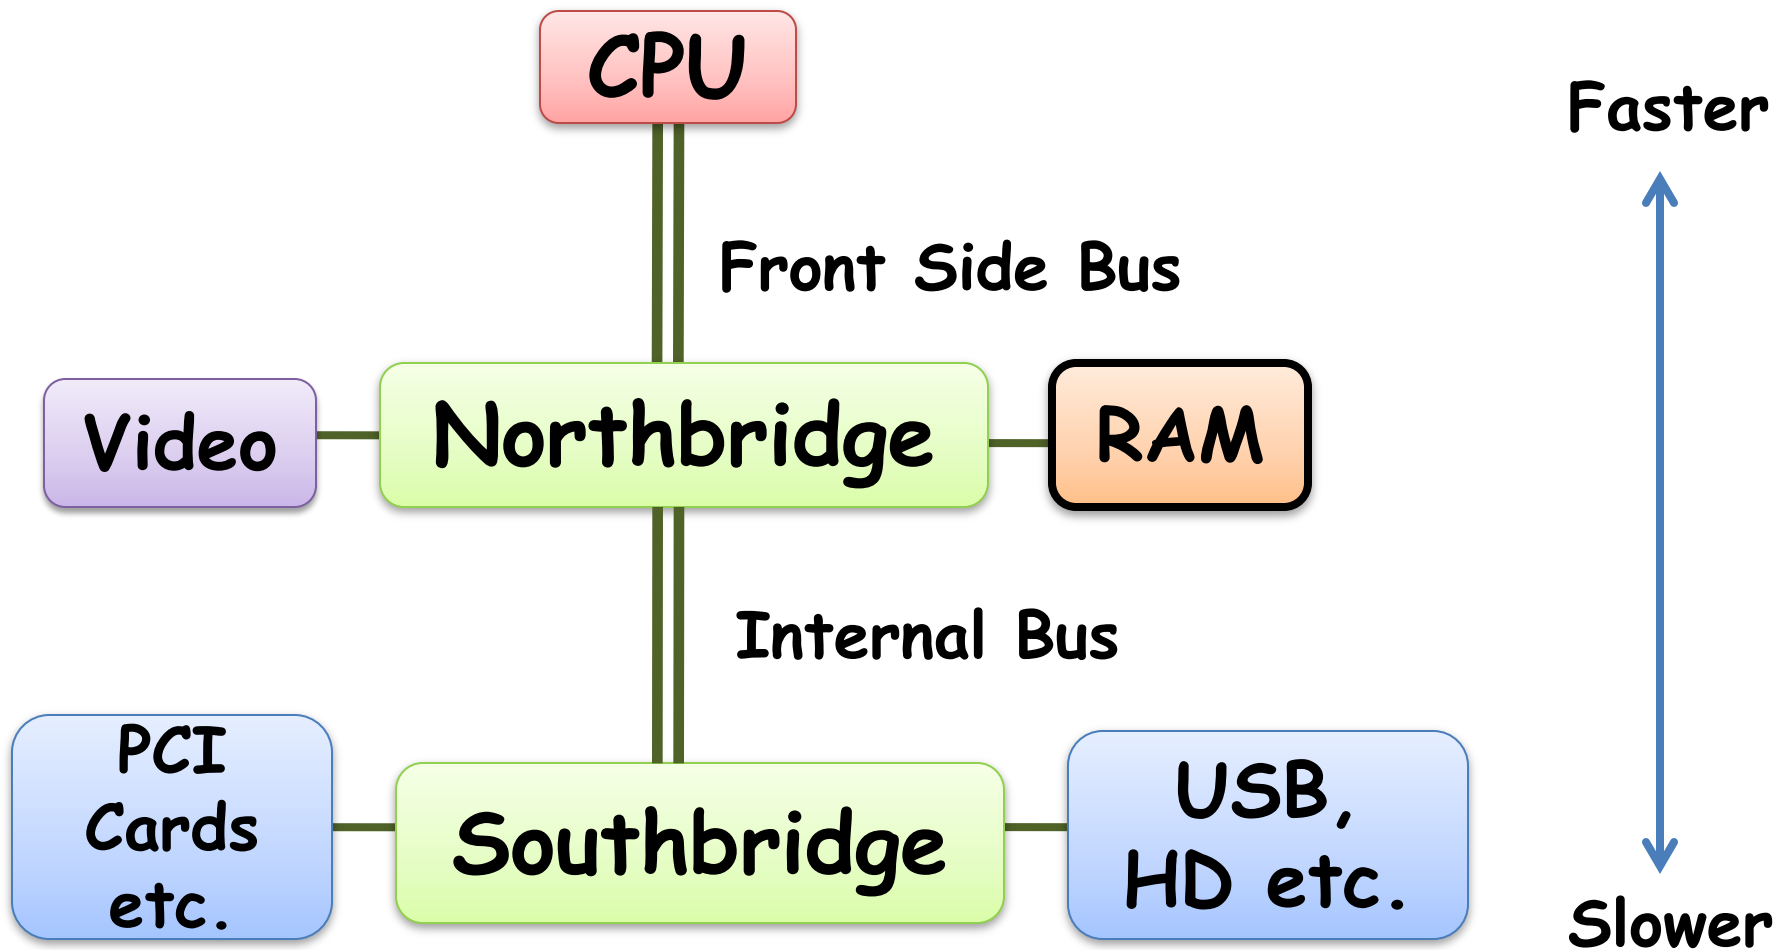 CPU
Faster
Front Side Bus
Video
Northbridge
RAM
Internal Bus
PCI
Cards
etc.
Southbridge
USB,
HD etc.
Slower